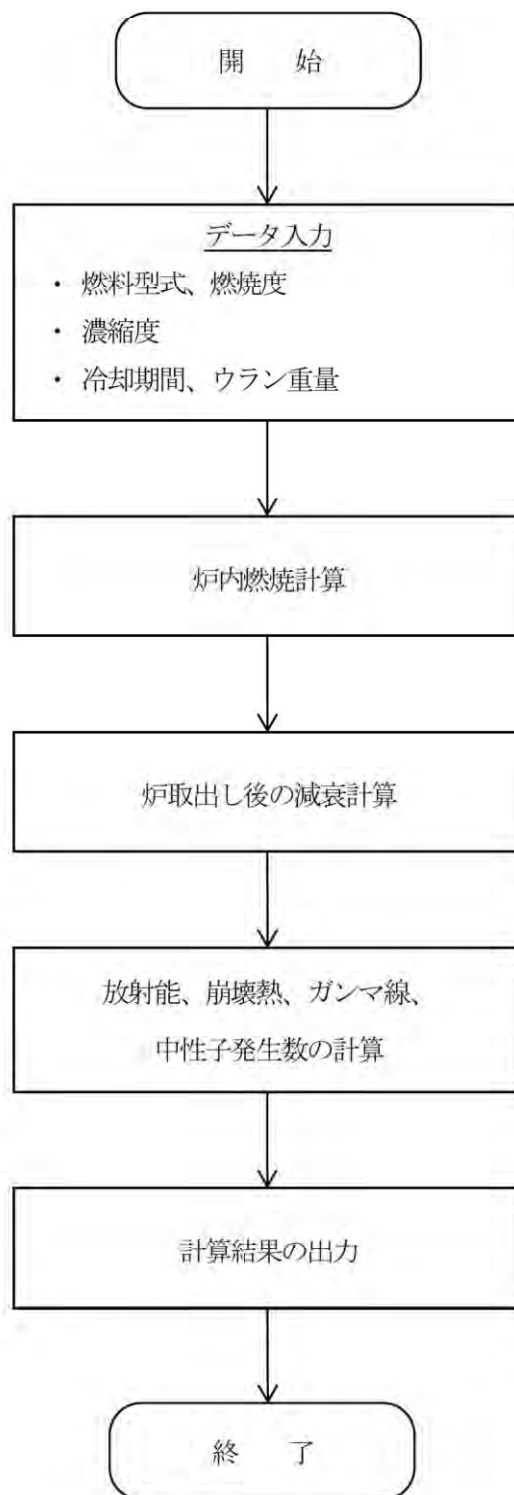 開　始
データ入力
・ 燃料型式、燃焼度
・ 濃縮度
・ 冷却期間、ウラン重量
炉内燃焼計算
炉取出し後の減衰計算
放射能、崩壊熱、ガンマ線、
中性子発生数の計算
計算結果の出力
終　了